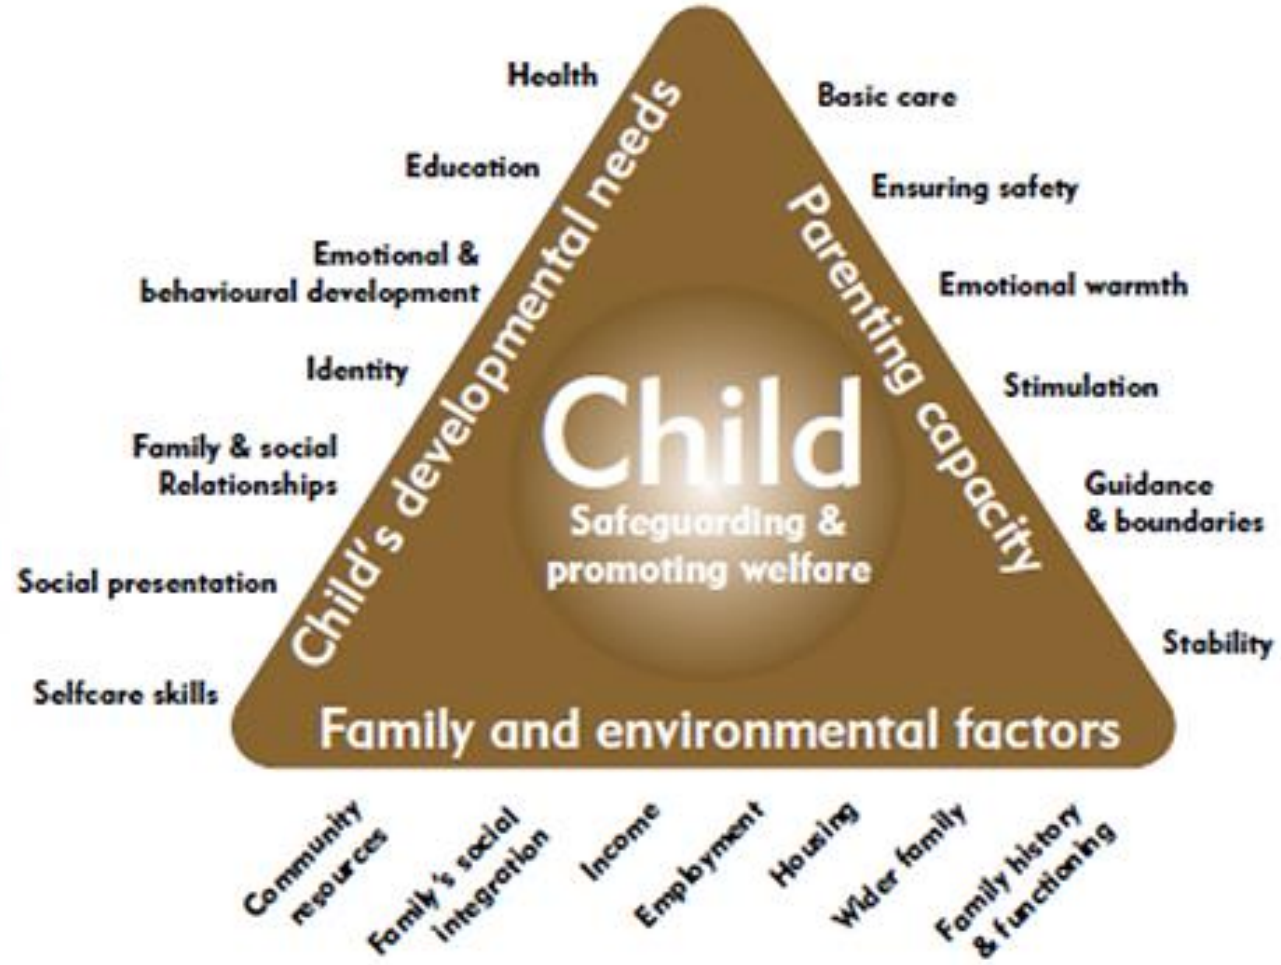 Health
Education
Emotional &
behavioural development
Identity
Family & social
Relationships
Social presentation
Selfcare skills
Child's developmental needs
Basic care
Ensuring safety
Emotional warmth
Stimulation
Guidance
& boundaries
Stability
Parenting capacity
Child
Safeguarding &
promoting welfare
Family and environmental factors
Community
resources
Family's social
integration
Income
Employment
Housing
Wider family
Family history
& functioning